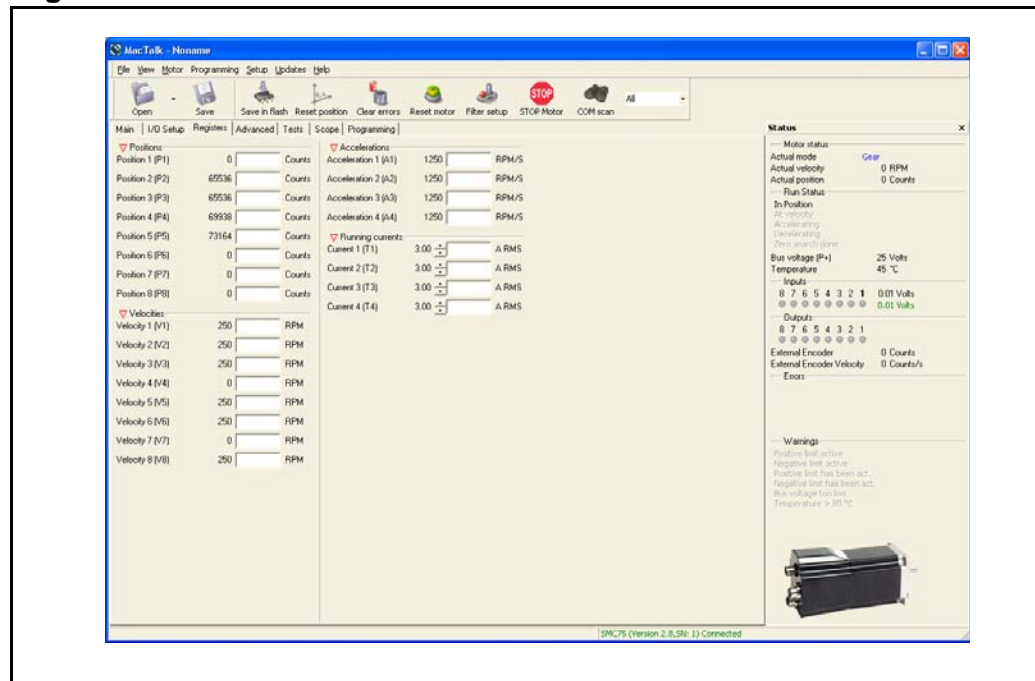 MacTalk - Noname
File View Motor Programming Setup Updates Help
Open Save Save in flash Reset position Clear errors Reset motor Filter setup STOP Motor COM scan All
STOP
Main I/O Setup Registers Advanced Tests Scope Programming
Positions
Position 1 (P1) 0 Counts
Position 2 (P2) 65536 Counts
Position 3 (P3) 65536 Counts
Position 4 (P4) 69938 Counts
Position 5 (P5) 73164 Counts
Position 6 (P6) 0 Counts
Position 7 (P7) 0 Counts
Position 8 (P8) 0 Counts
Velocities
Velocity 1 (V1) 250 RPM
Velocity 2 (V2) 250 RPM
Velocity 3 (V3) 250 RPM
Velocity 4 (V4) 0 RPM
Velocity 5 (V5) 250 RPM
Velocity 6 (V6) 250 RPM
Velocity 7 (V7) 0 RPM
Velocity 8 (V8) 250 RPM
Accelerations
Acceleration 1 (A1) 1250 RPM/S
Acceleration 2 (A2) 1250 RPM/S
Acceleration 3 (A3) 1250 RPM/S
Acceleration 4 (A4) 1250 RPM/S
Running currents
Current 1 (T1) 3.00 A RMS
Current 2 (T2) 3.00 A RMS
Current 3 (T3) 3.00 A RMS
Current 4 (T4) 3.00 A RMS
Status x
Motor status
Actual mode Gear
Actual velocity 0 RPM
Actual position 0 Counts
Run Status
In Position
At velocity
Accelerating
Decelerating
Zero search done
Bus voltage (P+) 25 Volts
Temperature 45 °C
Inputs
8 7 6 5 4 3 2 1 0.01 Volts
0.01 Volts
Outputs
8 7 6 5 4 3 2 1
External Encoder 0 Counts
External Encoder Velocity 0 Counts/s
Errors
Warnings
Positive limit active
Negative limit active
Positive limit has been act.
Negative limit has been act.
Bus voltage too low
Temperature > 80 °C
SMC75 (Version 2.8,SN: 1) Connected